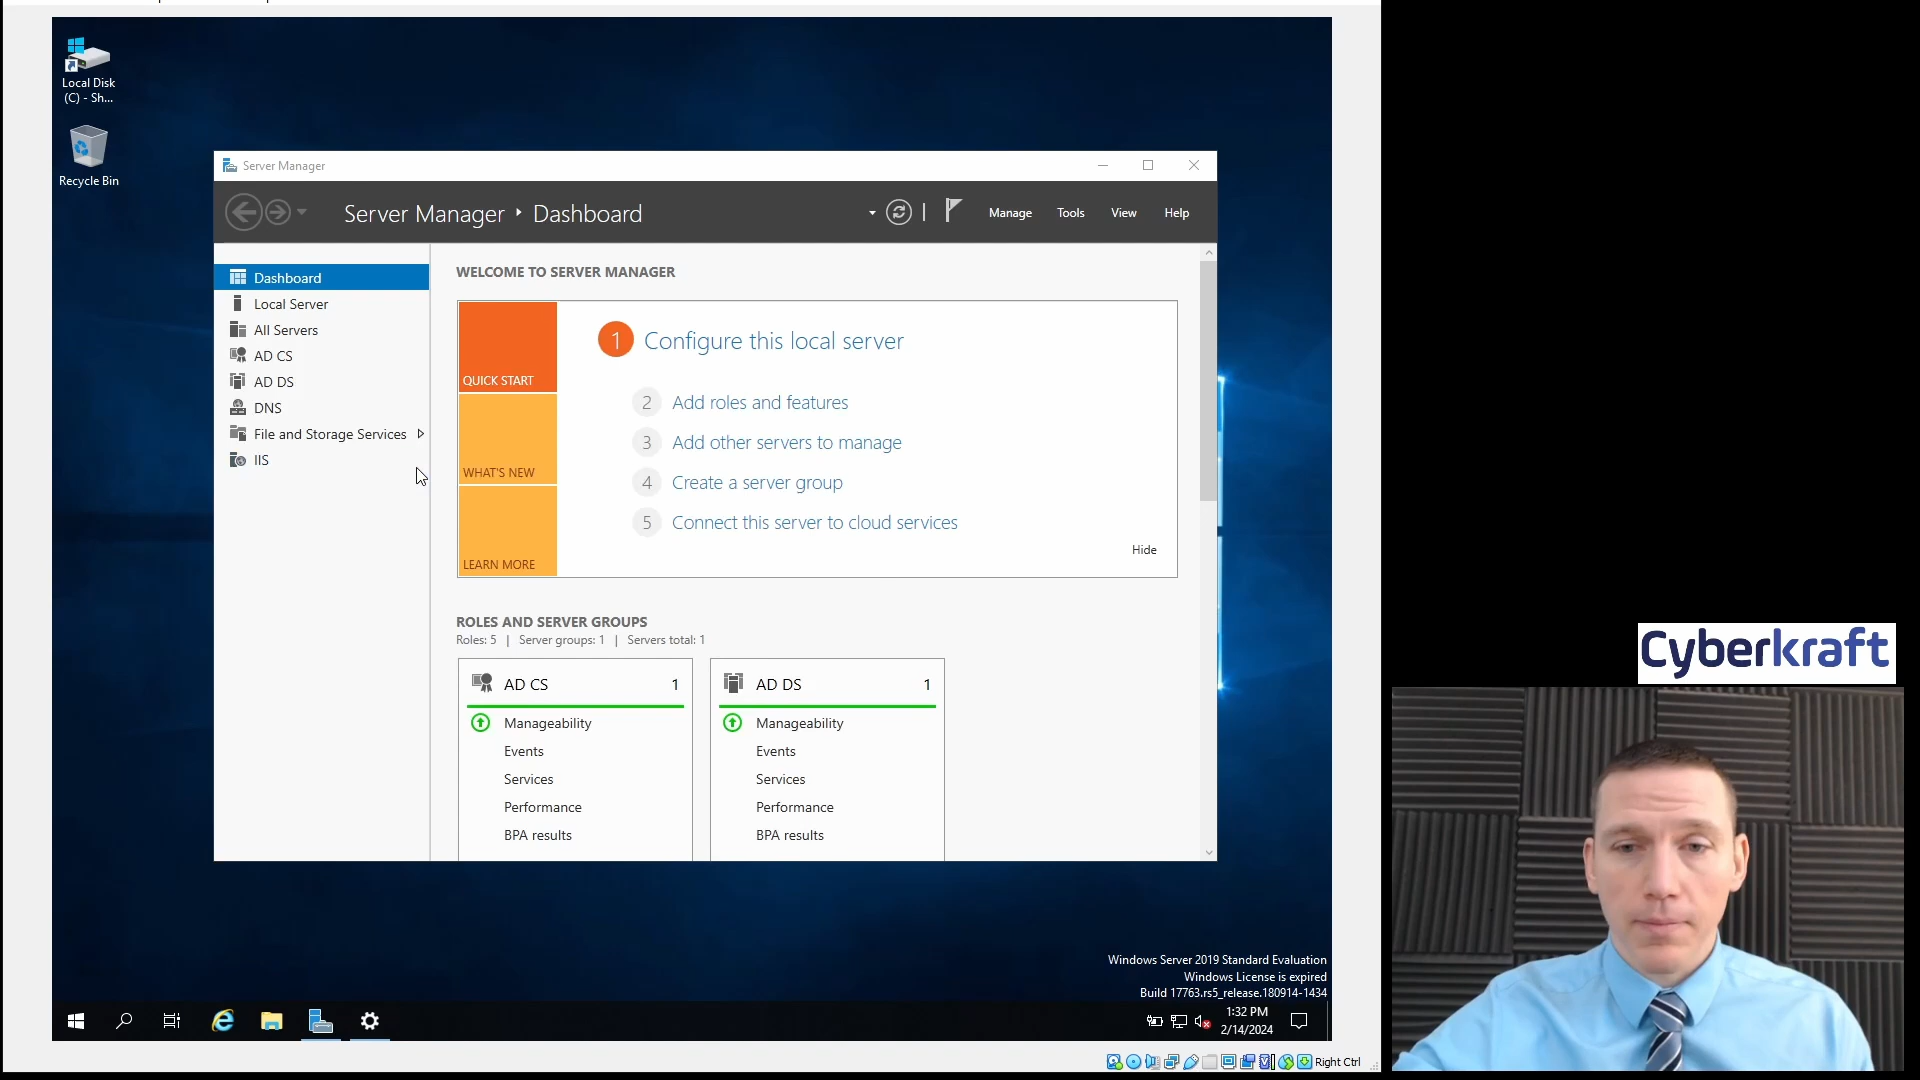 Local Disk
(C) - Sh...
Recycle Bin
Server Manager
Server Manager ‣ Dashboard
Manage
Tools
View
Help
Dashboard
Local Server
All Servers
AD CS
AD DS
DNS
File and Storage Services
IIS
WELCOME TO SERVER MANAGER
QUICK START
WHAT'S NEW
LEARN MORE
1 Configure this local server
2 Add roles and features
3 Add other servers to manage
4 Create a server group
5 Connect this server to cloud services
Hide
ROLES AND SERVER GROUPS
Roles: 5 | Server groups: 1 | Servers total: 1
AD CS 1
Manageability
Events
Services
Performance
BPA results
AD DS 1
Manageability
Events
Services
Performance
BPA results
Windows Server 2019 Standard Evaluation
Windows License is expired
Build 17763.rs5_release.180914-1434
1:32 PM
2/14/2024
Right Ctrl
Cyberkraft